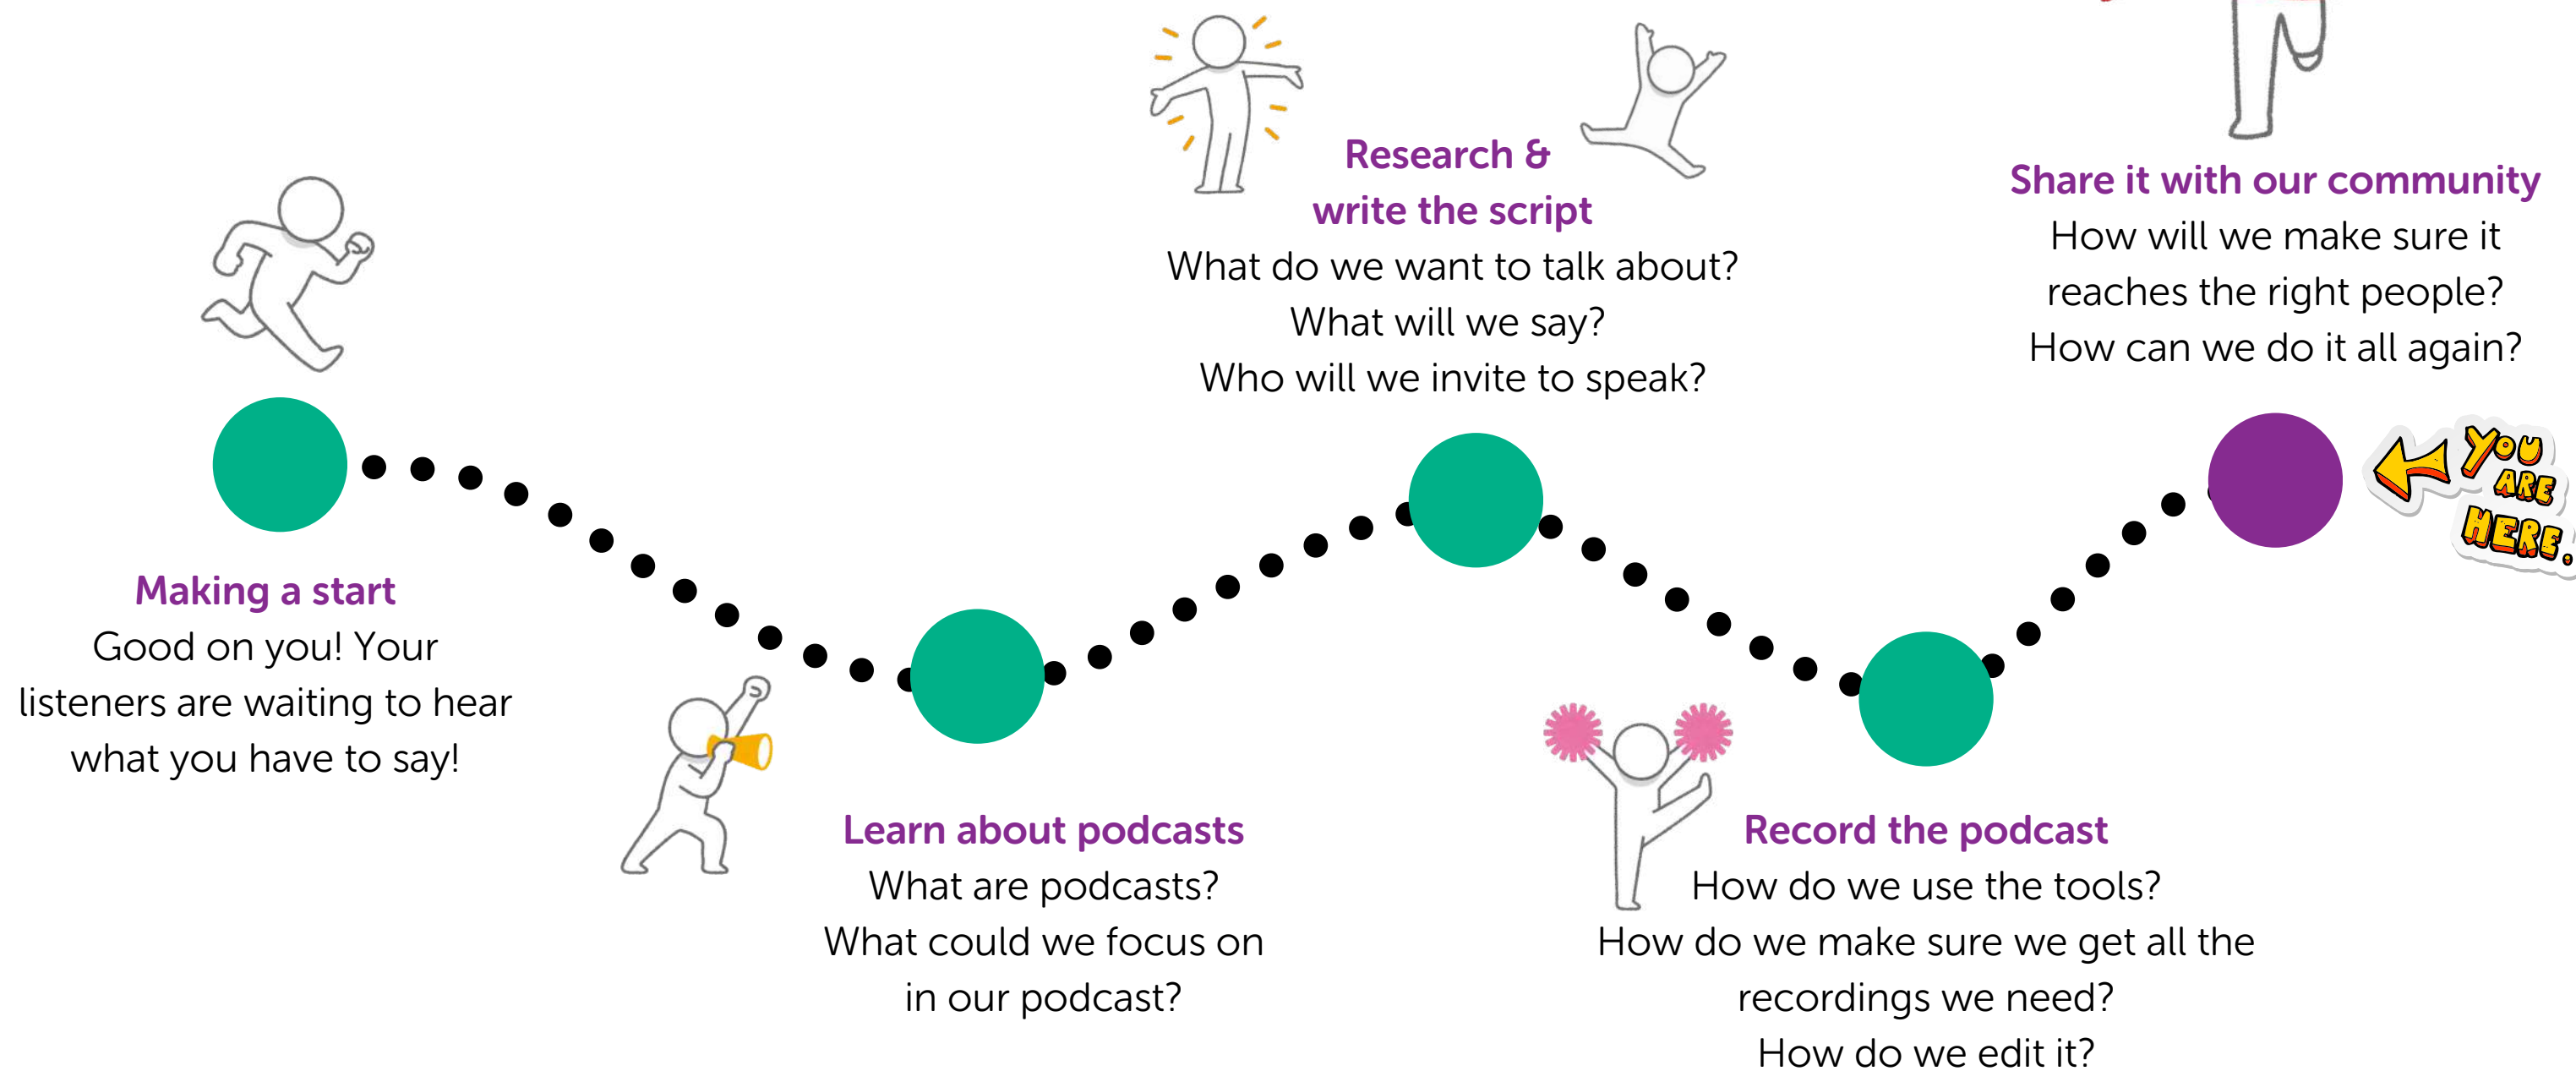 Making a start
Good on you! Your
listeners are waiting to hear
what you have to say!
Learn about podcasts
What are podcasts?
What could we focus on
in our podcast?
Research &
write the script
What do we want to talk about?
What will we say?
Who will we invite to speak?
Record the podcast
How do we use the tools?
How do we make sure we get all the
recordings we need?
How do we edit it?
Share it with our community
How will we make sure it
reaches the right people?
How can we do it all again?
YOU
ARE
HERE.